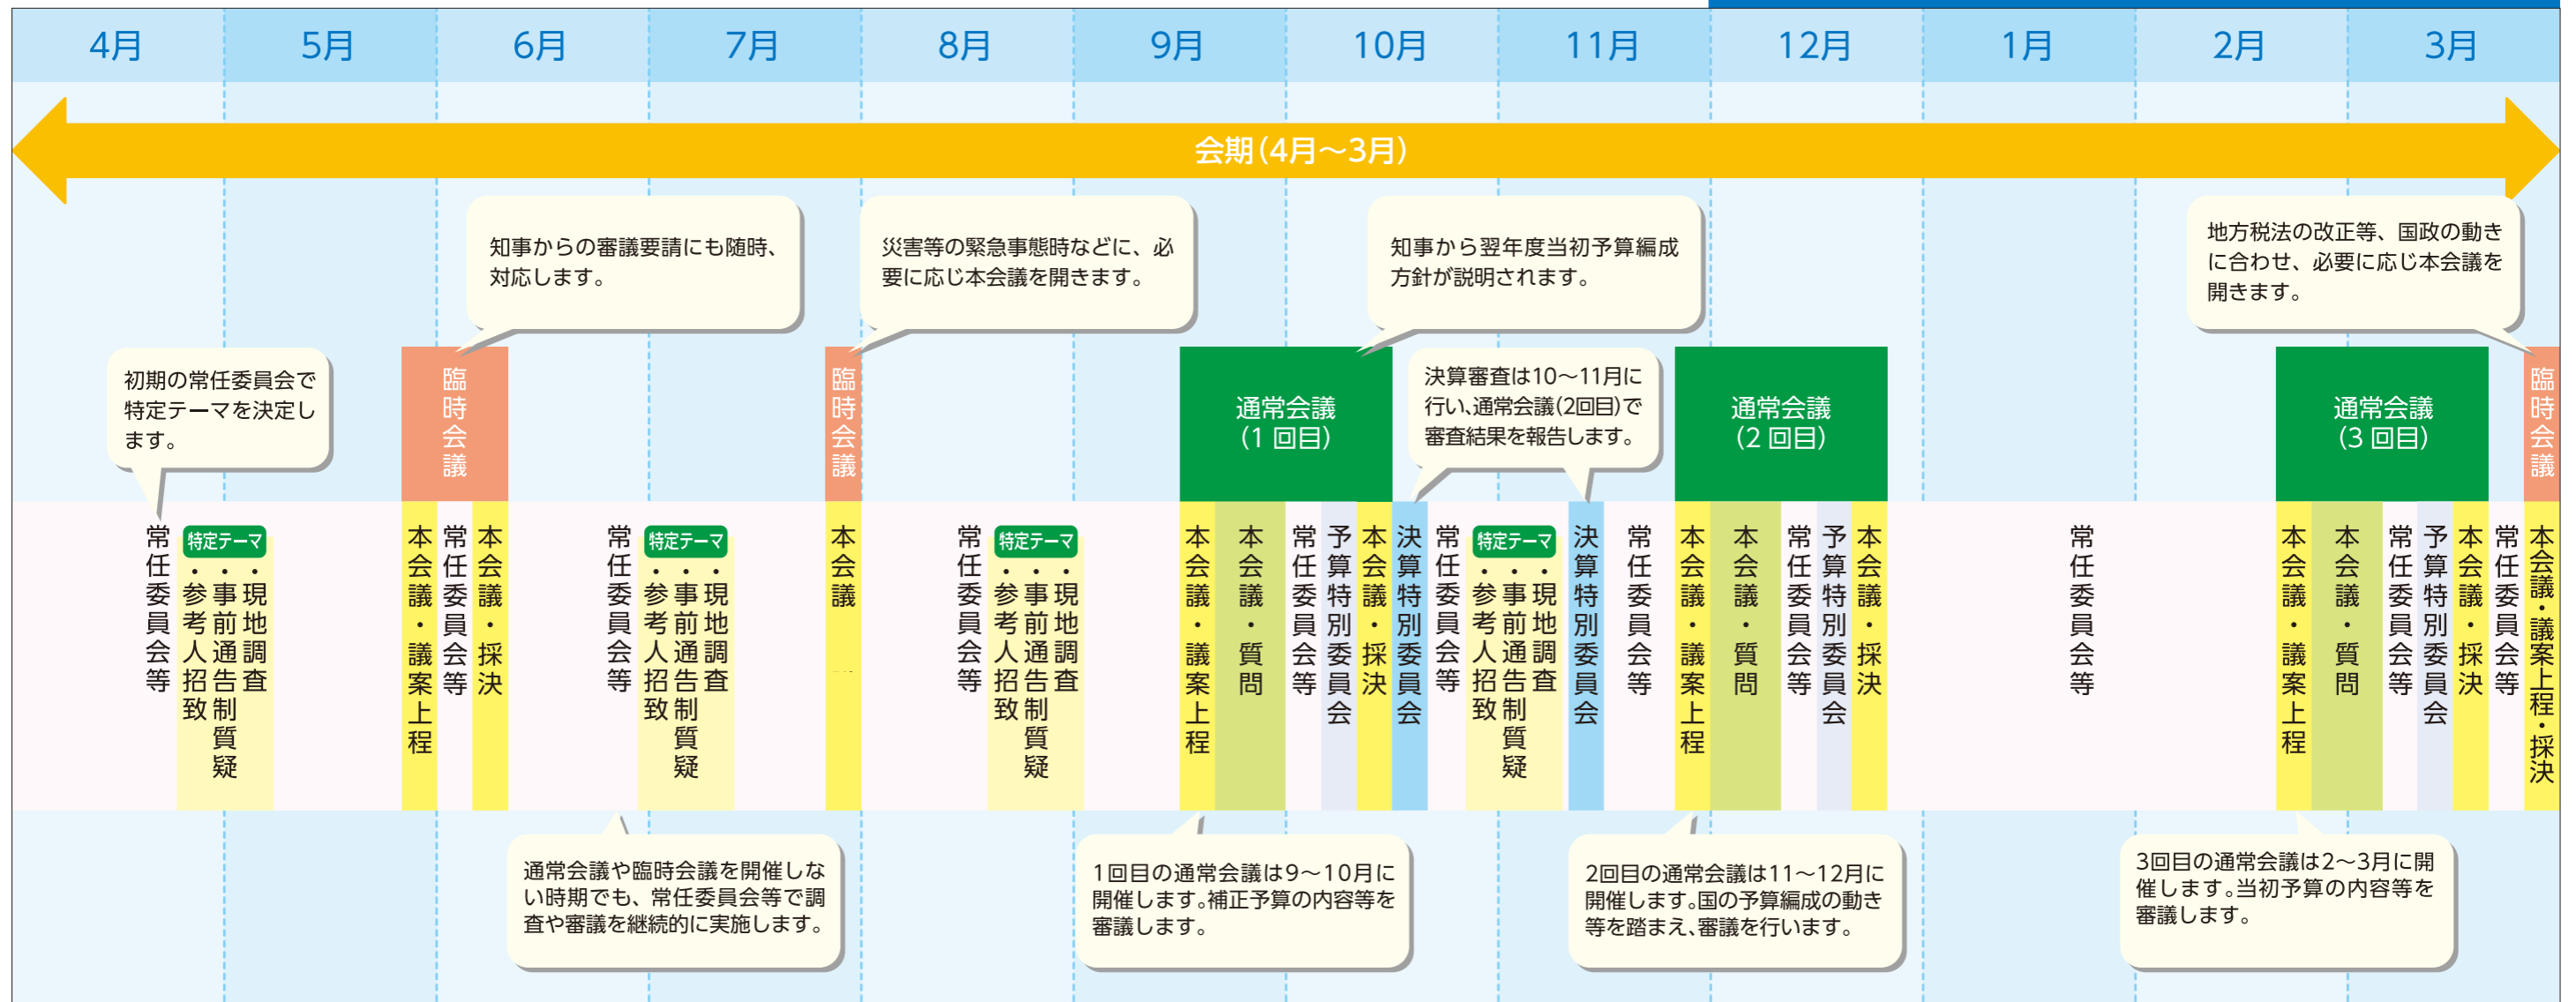 4月
5月
6月
7月
8月
9月
10月
11月
12月
1月
2月
3月
会期(4月～3月)
知事からの審議要請にも随時、
対応します。
災害等の緊急事態時などに、必
要に応じ本会議を開きます。
知事から翌年度当初予算編成
方針が説明されます。
地方税法の改正等、国政の動き
に合わせ、必要に応じ本会議を
開きます。
初期の常任委員会で
特定テーマを決定し
ます。
臨時会議
臨時会議
通常会議
(1回目)
決算審査は10～11月に
行い、通常会議(2回目)で
審査結果を報告します。
通常会議
(2回目)
通常会議
(3回目)
臨時会議
常任委員会等
特定テーマ
・現地調査
・事前通告制質疑
・参考人招致
本会議・議案上程
常任委員会等
本会議・採決
常任委員会等
特定テーマ
・現地調査
・事前通告制質疑
・参考人招致
本会議
常任委員会等
特定テーマ
・現地調査
・事前通告制質疑
・参考人招致
本会議・議案上程
本会議・質問
常任委員会等
予算特別委員会
本会議・採決
決算特別委員会
常任委員会等
特定テーマ
・現地調査
・事前通告制質疑
・参考人招致
決算特別委員会
常任委員会等
本会議・議案上程
本会議・質問
常任委員会等
予算特別委員会
本会議・採決
常任委員会等
本会議・議案上程
本会議・質問
常任委員会等
予算特別委員会
本会議・採決
常任委員会等
本会議・議案上程・採決
通常会議や臨時会議を開催しな
い時期でも、常任委員会等で調
査や審議を継続的に実施します。
1回目の通常会議は9～10月に
開催します。補正予算の内容等を
審議します。
2回目の通常会議は11～12月に
開催します。国の予算編成の動き
等を踏まえ、審議を行います。
3回目の通常会議は2～3月に開
催します。当初予算の内容等を
審議します。